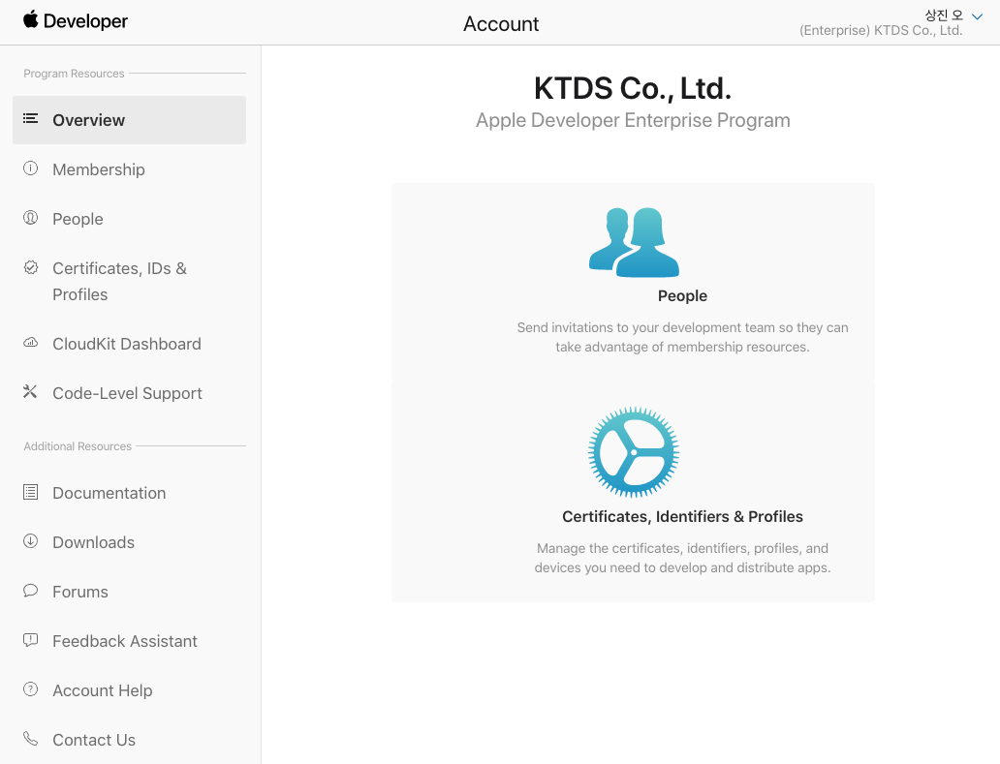 Developer
Account
상진 오
(Enterprise) KTDS Co., Ltd.
Program Resources
Overview
Membership
People
Certificates, IDs &
Profiles
CloudKit Dashboard
Code-Level Support
Additional Resources
Documentation
Downloads
Forums
Feedback Assistant
Account Help
Contact Us
KTDS Co., Ltd.
Apple Developer Enterprise Program
People
Send invitations to your development team so they can
take advantage of membership resources.
Certificates, Identifiers & Profiles
Manage the certificates, identifiers, profiles, and
devices you need to develop and distribute apps.